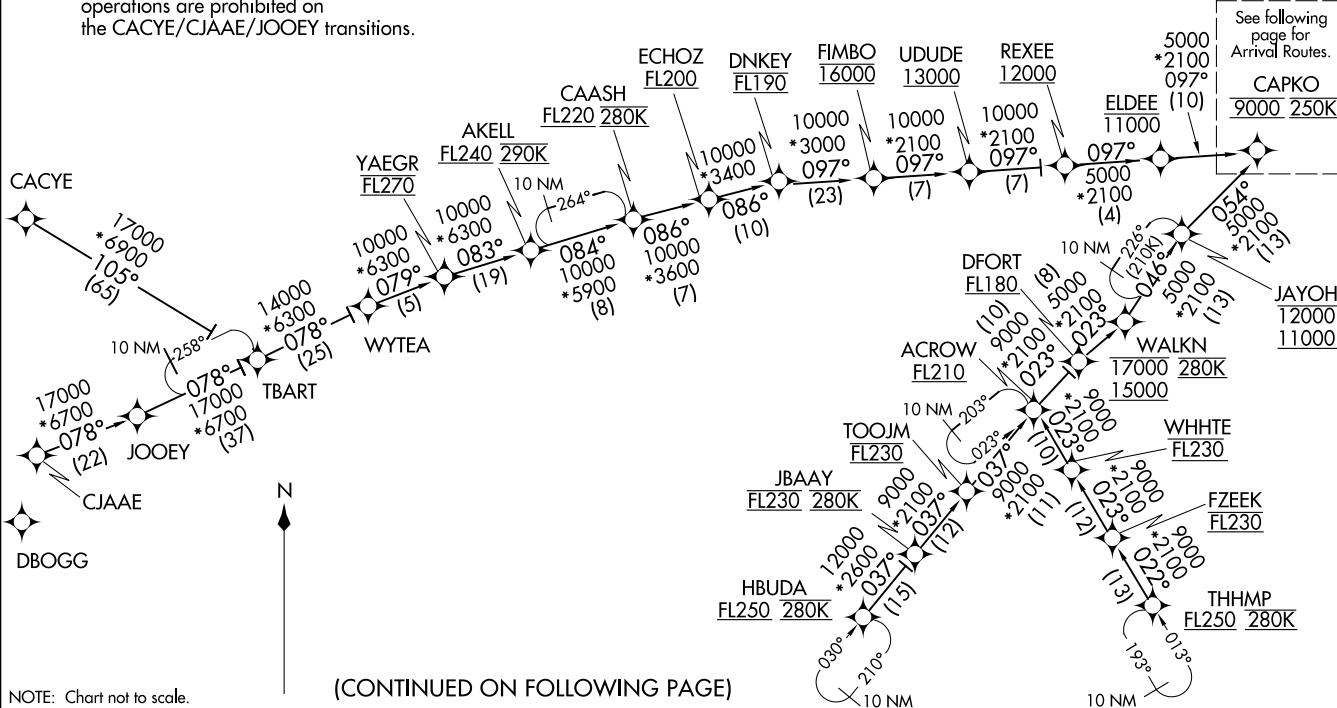 operations are prohibited on
the CACYE/CJAAE/JOOEY transitions.
See following
page for
Arrival Routes.
CAPKO
9000 250K
5000
*2100
097°
(10)
ELDEE
11000
REXEE
12000
097°
5000
*2100
(4)
UDUDE
13000
10000
*2100
097°
(7)
FIMBO
16000
10000
*2100
097°
(7)
DNKEY
FL190
10000
*3000
097°
(23)
ECHOZ
FL200
10000
*3400
086°
(10)
CAASH
FL220 280K
086°
10000
*3600
(7)
AKELL
FL240 290K
10 NM
264°
084°
10000
*5900
(8)
YAEGR
FL270
10000
*6300
083°
(19)
10000
*6300
079°
(5)
WYTEA
CACYE
17000
*6900
105°
(65)
14000
*6300
078°
(25)
TBART
10 NM
258°
078°
17000
*6700
(37)
JOOEY
17000
*6700
078°
(22)
CJAAE
DBOGG
N
054°
5000
*2100
(13)
JAYOH
12000
11000
10 NM
226°
(210K)
046°
5000
*2100
(13)
WALKN
17000 280K
15000
DFORT
FL180
(8)
5000
*2100
023°
(10)
9000
*2100
023°
ACROW
FL210
10 NM
203°
023°
037°
9000
*2100
(11)
TOOJM
FL230
9000
*2100
037°
(12)
JBAAY
FL230 280K
12000
*2600
037°
(15)
HBUDA
FL250 280K
030°
210°
10 NM
9000
*2100
023°
(10)
WHHTE
FL230
9000
*2100
023°
(12)
FZEEK
FL230
9000
*2100
022°
(13)
THHMP
FL250 280K
193°
013°
10 NM
NOTE: Chart not to scale.
(CONTINUED ON FOLLOWING PAGE)